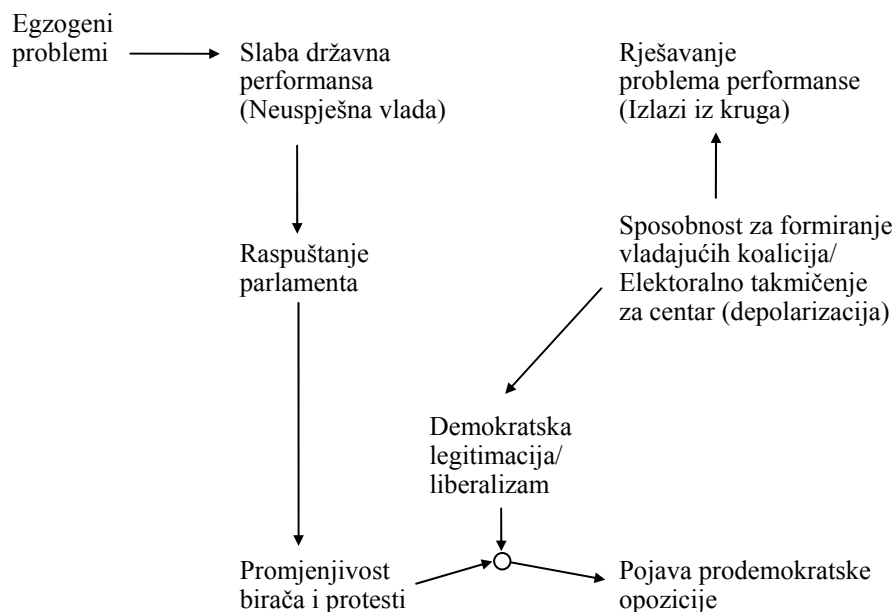 Egzogeni
problemi
Slaba državna
performansa
(Neuspješna vlada)
Rješavanje
problema performanse
(Izlazi iz kruga)
Raspuštanje
parlamenta
Sposobnost za formiranje
vladajućih koalicija/
Elektoralno takmičenje
za centar (depolarizacija)
Demokratska
legitimacija/
liberalizam
Promjenjivost
birača i protesti
Pojava prodemokratske
opozicije